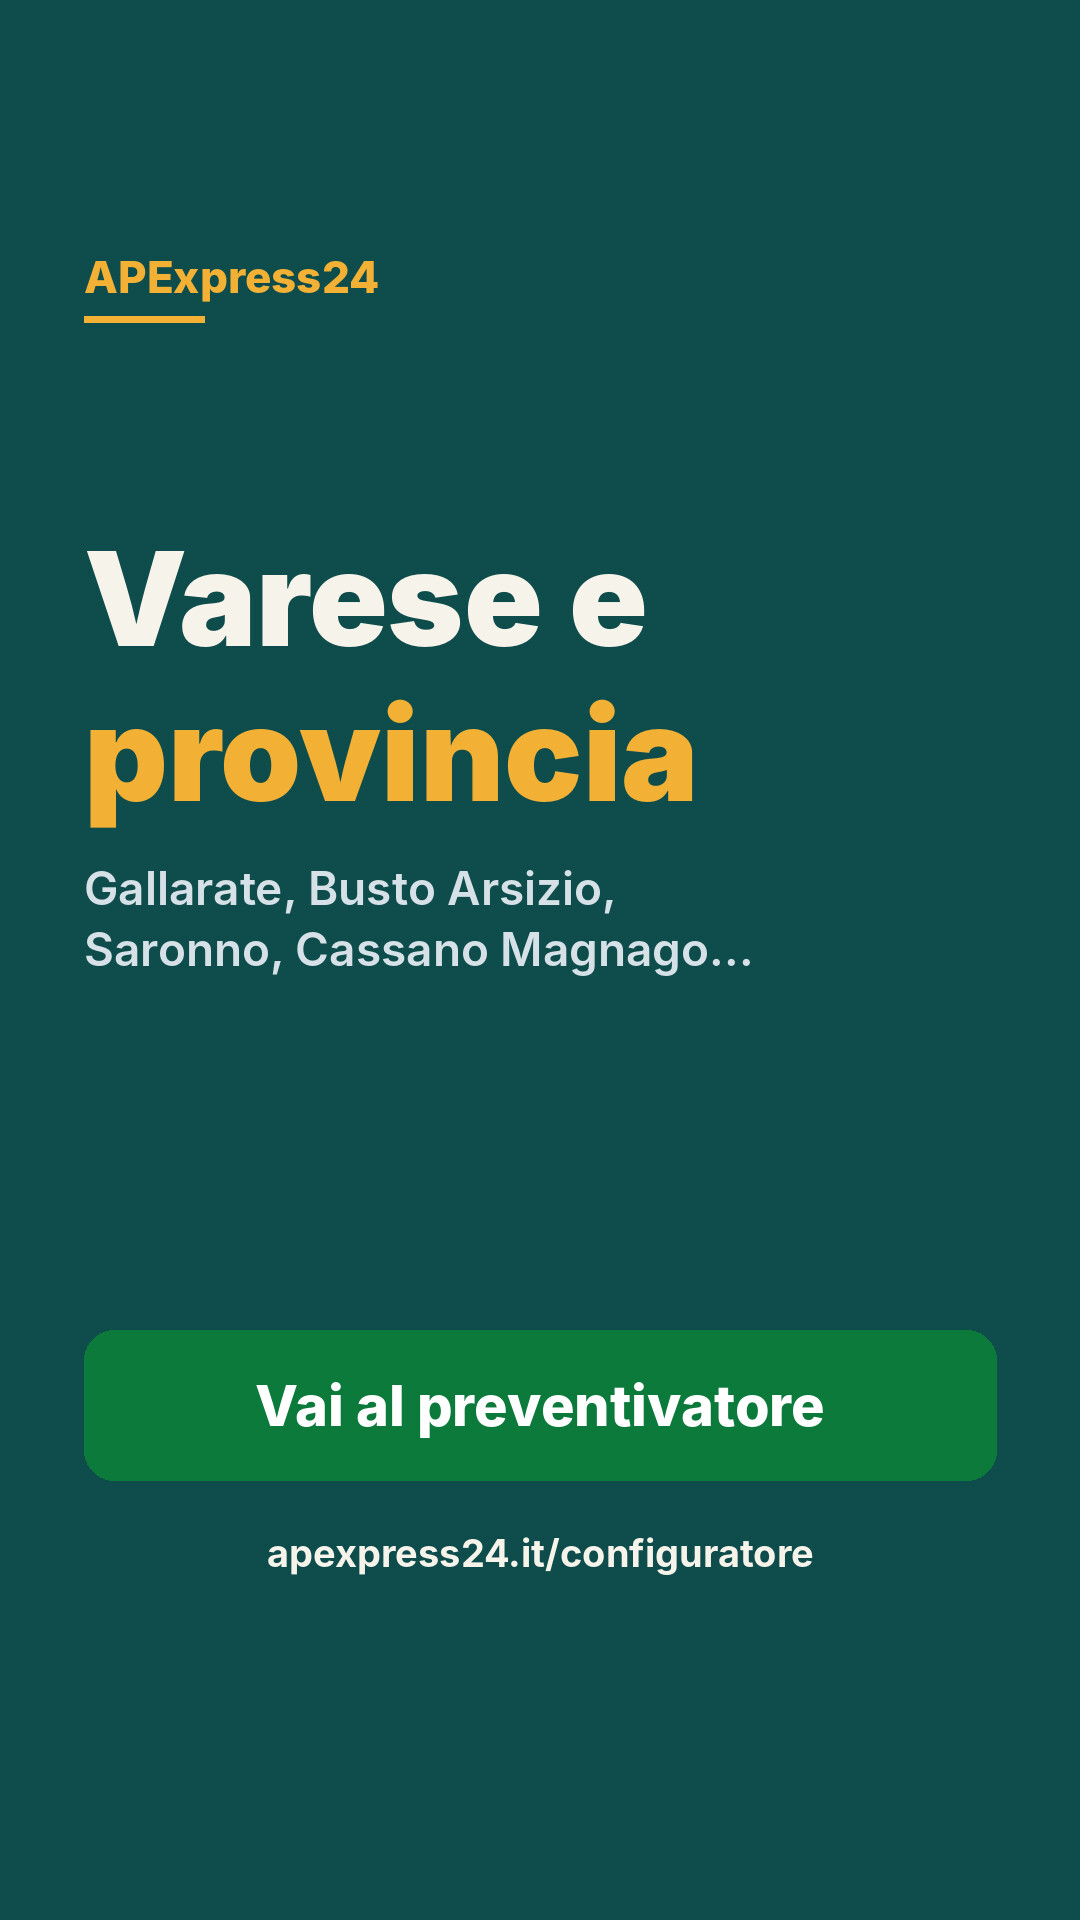 APExpress24
Varese e
provincia
Gallarate, Busto Arsizio,
Saronno, Cassano Magnago...
Vai al preventivatore
apexpress24.it/configuratore